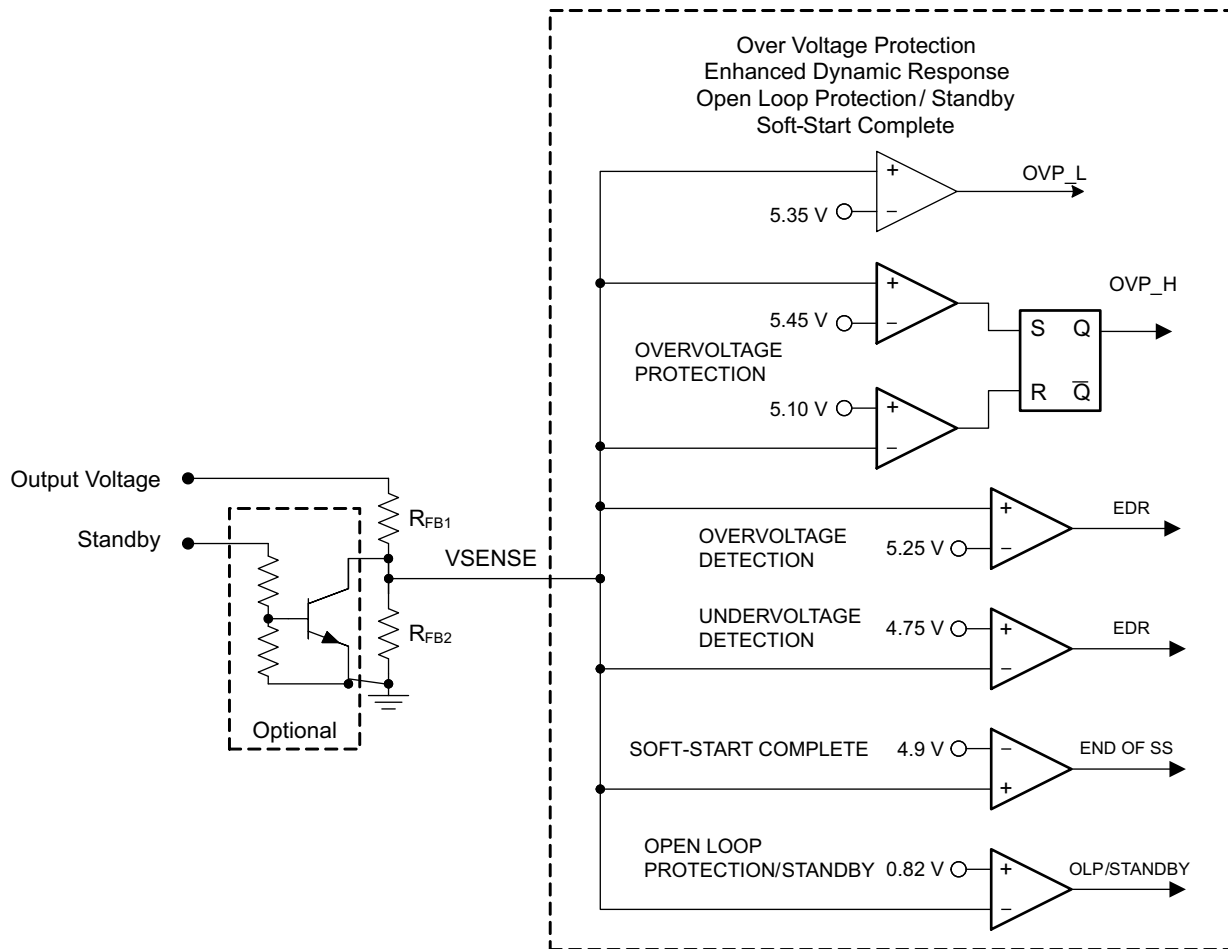 Over Voltage Protection
Enhanced Dynamic Response
Open Loop Protection / Standby
Soft-Start Complete
+
−
5.35 V
OVP_L
+
−
5.45 V
OVP_H
S Q
R Q̅
OVERVOLTAGE
PROTECTION
5.10 V
+
−
Output Voltage
Standby
RFB1
RFB2
Optional
VSENSE
OVERVOLTAGE
DETECTION
5.25 V
+
−
EDR
UNDERVOLTAGE
DETECTION
4.75 V
+
−
EDR
SOFT-START COMPLETE
4.9 V
−
+
END OF SS
OPEN LOOP
PROTECTION/STANDBY
0.82 V
+
−
OLP/STANDBY